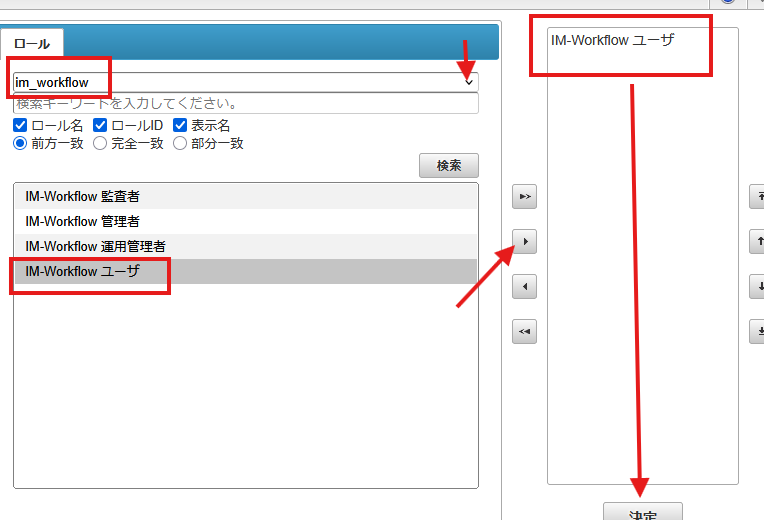 ロール
im_workflow
検索キーワードを入力してください。
ロール名 ロールID 表示名
前方一致 完全一致 部分一致
検索
IM-Workflow 監査者
IM-Workflow 管理者
IM-Workflow 運用管理者
IM-Workflow ユーザ
IM-Workflow ユーザ
決定